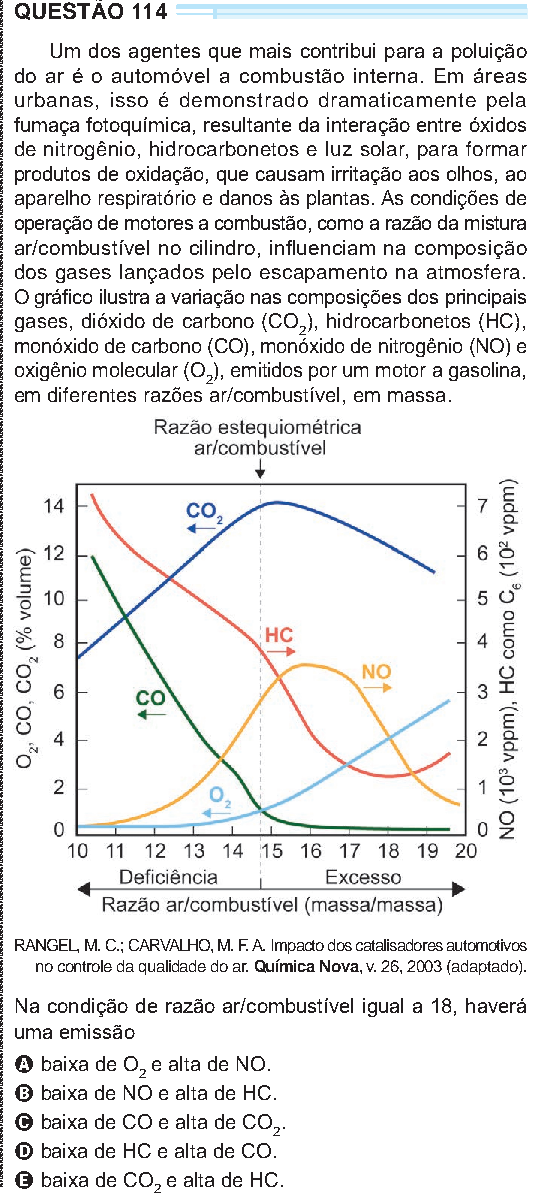 QUESTÃO 114
Um dos agentes que mais contribui para a poluição
do ar é o automóvel a combustão interna. Em áreas
urbanas, isso é demonstrado dramaticamente pela
fumaça fotoquímica, resultante da interação entre óxidos
de nitrogênio, hidrocarbonetos e luz solar, para formar
produtos de oxidação, que causam irritação aos olhos, ao
aparelho respiratório e danos às plantas. As condições de
operação de motores a combustão, como a razão da mistura
ar/combustível no cilindro, influenciam na composição
dos gases lançados pelo escapamento na atmosfera.
O gráfico ilustra a variação nas composições dos principais
gases, dióxido de carbono (CO₂), hidrocarbonetos (HC),
monóxido de carbono (CO), monóxido de nitrogênio (NO) e
oxigênio molecular (O₂), emitidos por um motor a gasolina,
em diferentes razões ar/combustível, em massa.
Razão estequiométrica
ar/combustível
O₂, CO, CO₂ (% volume)
14
12
10
8
6
4
2
0
CO₂
HC
NO
CO
O₂
7
6
5
4
3
2
1
0
NO (10³ vppm), HC como C₆ (10² vppm)
10 11 12 13 14 15 16 17 18 19 20
Deficiência Excesso
Razão ar/combustível (massa/massa)
RANGEL, M. C.; CARVALHO, M. F. A. Impacto dos catalisadores automotivos
no controle da qualidade do ar. Química Nova, v. 26, 2003 (adaptado).
Na condição de razão ar/combustível igual a 18, haverá
uma emissão
A baixa de O₂ e alta de NO.
B baixa de NO e alta de HC.
C baixa de CO e alta de CO₂.
D baixa de HC e alta de CO.
E baixa de CO₂ e alta de HC.